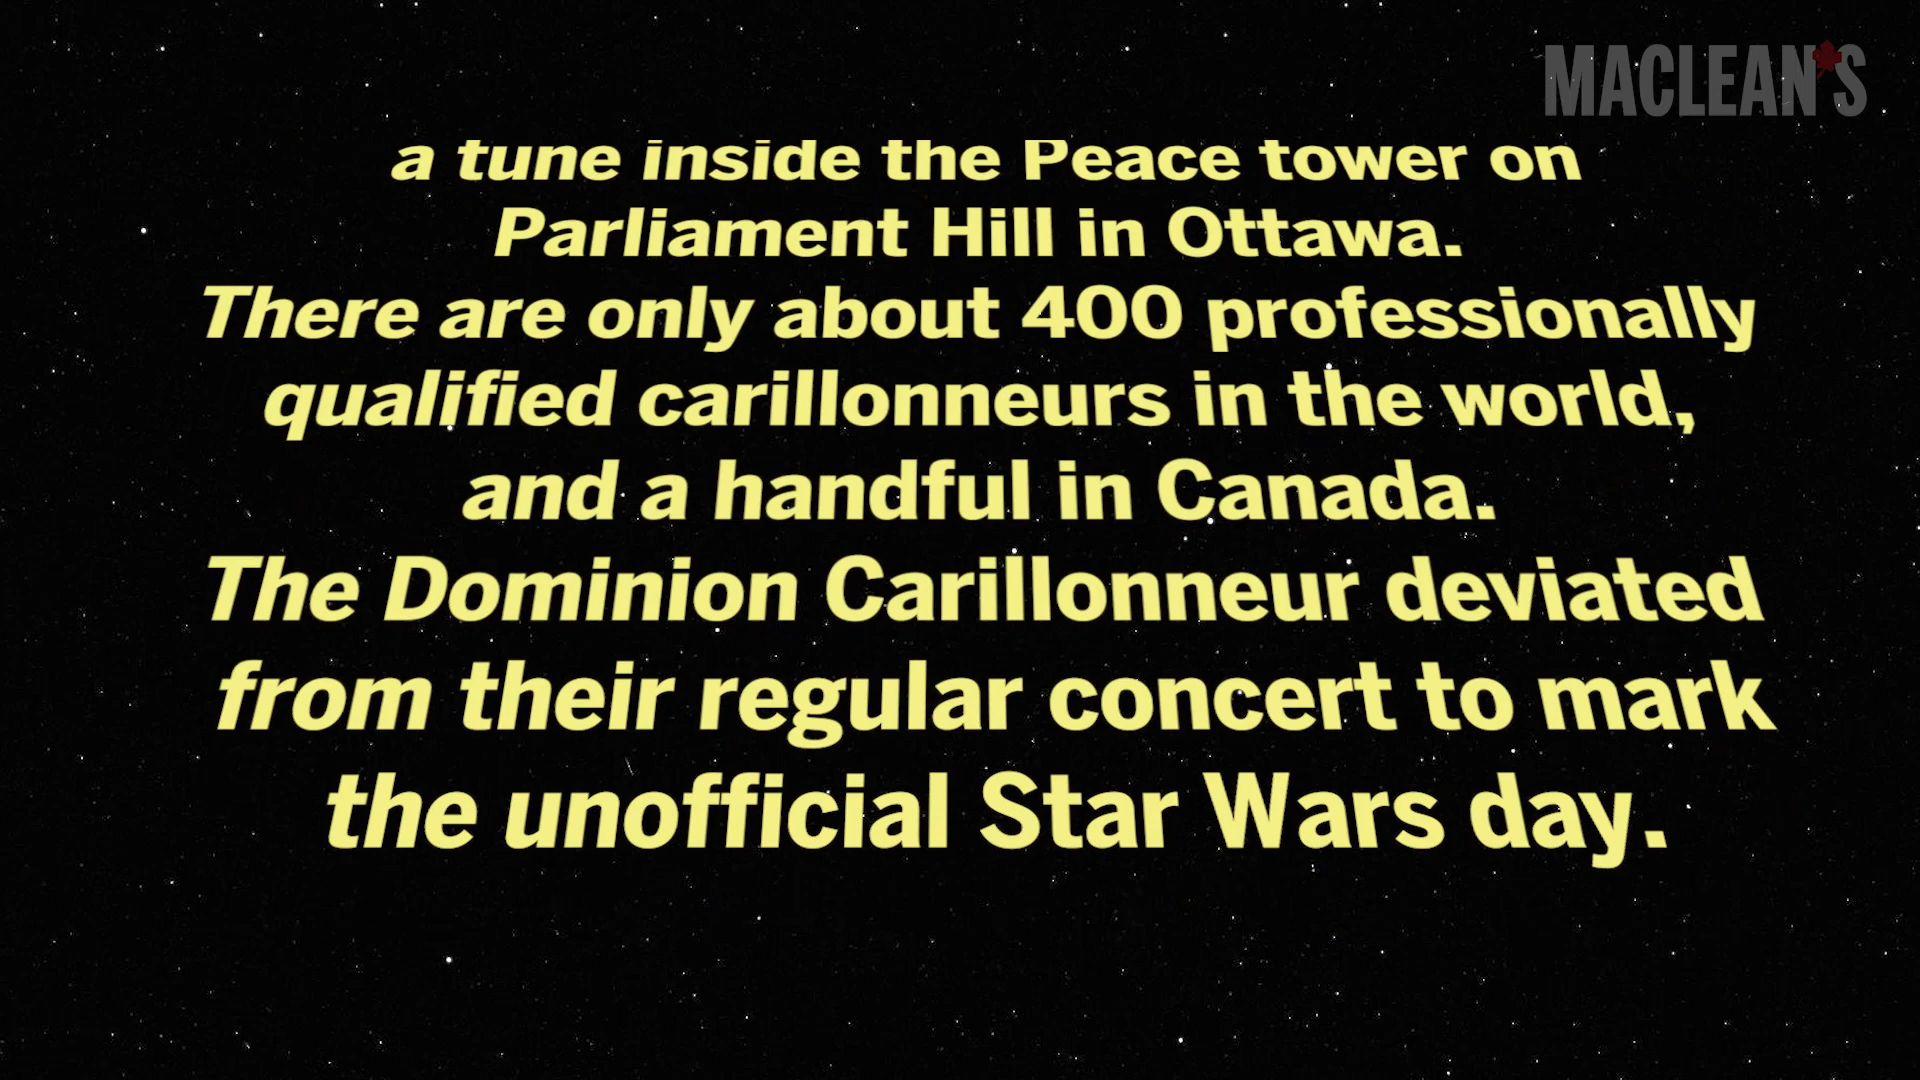 MACLEAN'S
a tune inside the Peace tower on
Parliament Hill in Ottawa.
There are only about 400 professionally
qualified carillonneurs in the world,
and a handful in Canada.
The Dominion Carillonneur deviated
from their regular concert to mark
the unofficial Star Wars day.